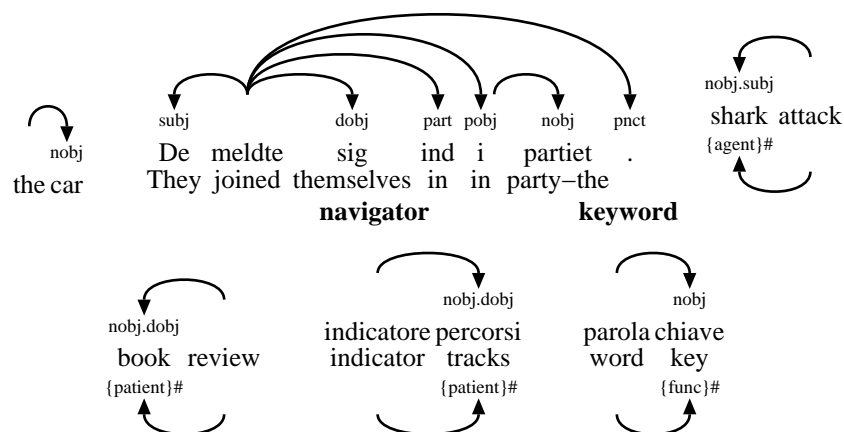 nobj
the car
subj dobj part pobj nobj pnct
De meldte sig ind i partiet .
They joined themselves in in party−the
nobj.subj
shark attack
{agent}#
nobj.dobj
book review
{patient}#
navigator
nobj.dobj
indicatore percorsi
indicator tracks
{patient}#
keyword
nobj
parola chiave
word key
{func}#